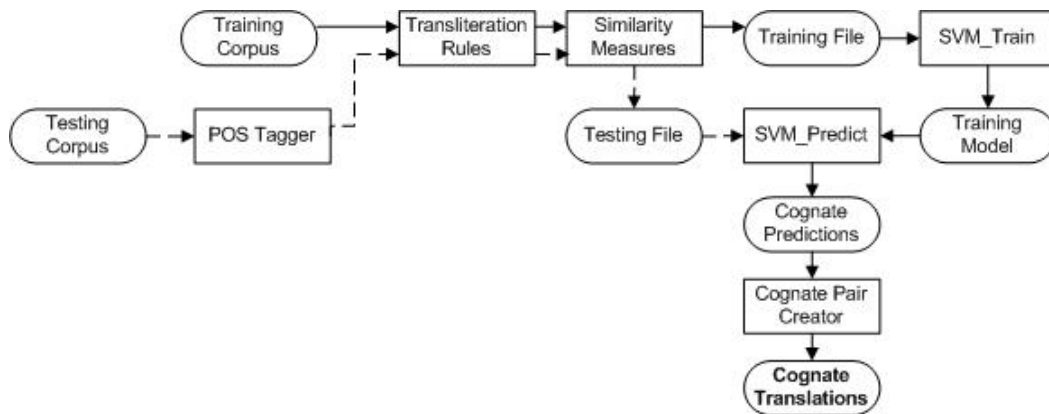 Training
Corpus
Transliteration
Rules
Similarity
Measures
Training File
SVM_Train
Testing
Corpus
POS Tagger
Testing File
SVM_Predict
Training
Model
Cognate
Predictions
Cognate Pair
Creator
Cognate
Translations